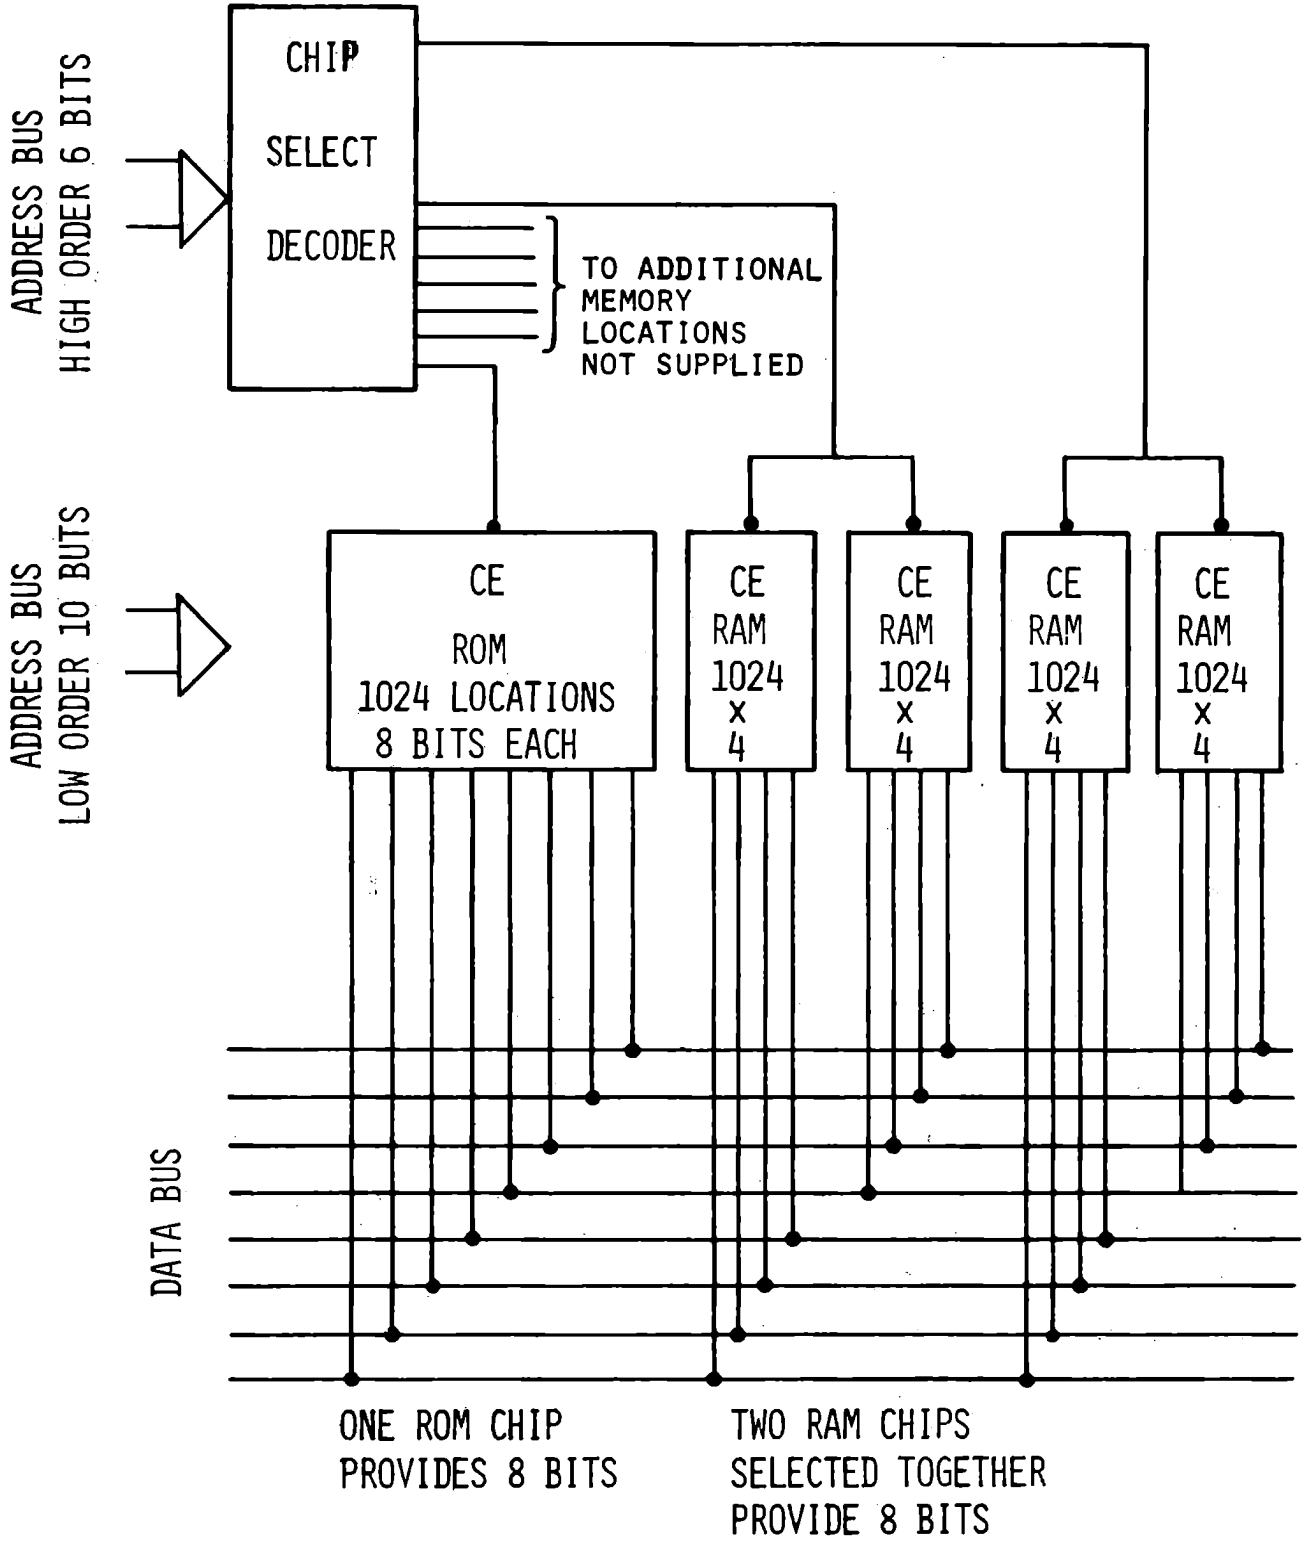 CHIP
SELECT
DECODER
ADDRESS BUS
HIGH ORDER 6 BITS
TO ADDITIONAL
MEMORY
LOCATIONS
NOT SUPPLIED
ADDRESS BUS
LOW ORDER 10 BUTS
CE
ROM
1024 LOCATIONS
8 BITS EACH
CE
RAM
1024
X
4
CE
RAM
1024
X
4
CE
RAM
1024
X
4
CE
RAM
1024
X
4
DATA BUS
ONE ROM CHIP
PROVIDES 8 BITS
TWO RAM CHIPS
SELECTED TOGETHER
PROVIDE 8 BITS